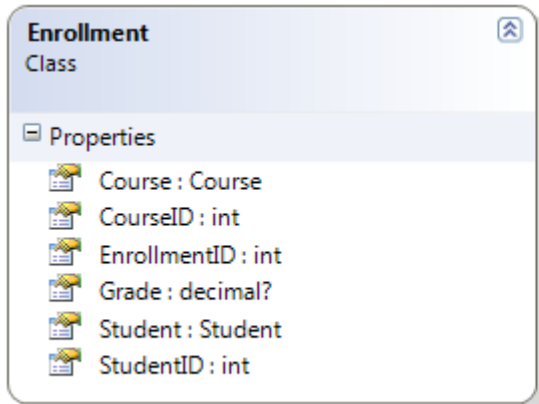 Enrollment
Class
Properties
Course : Course
CourseID : int
EnrollmentID : int
Grade : decimal?
Student : Student
StudentID : int